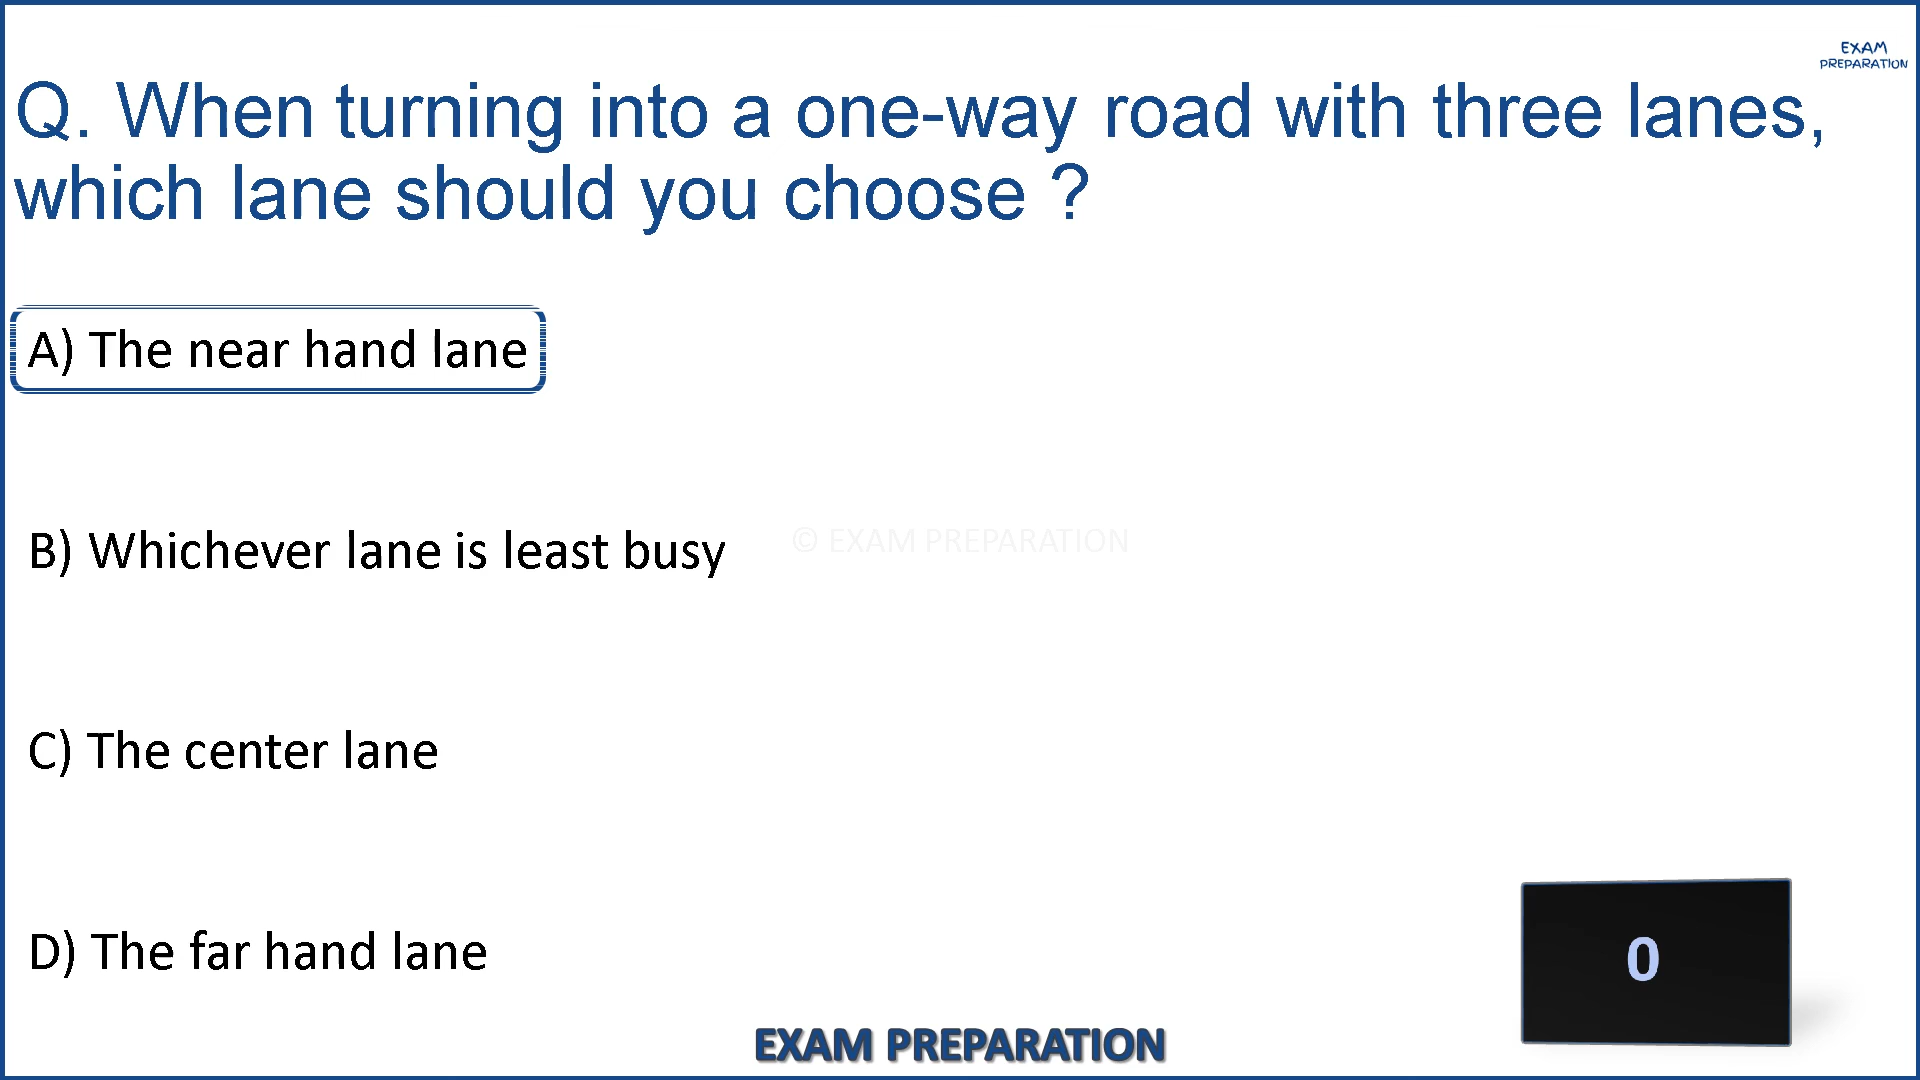 EXAM
PREPARATION
Q. When turning into a one-way road with three lanes,
which lane should you choose ?
A) The near hand lane
B) Whichever lane is least busy
© EXAM PREPARATION
C) The center lane
D) The far hand lane
0
EXAM PREPARATION